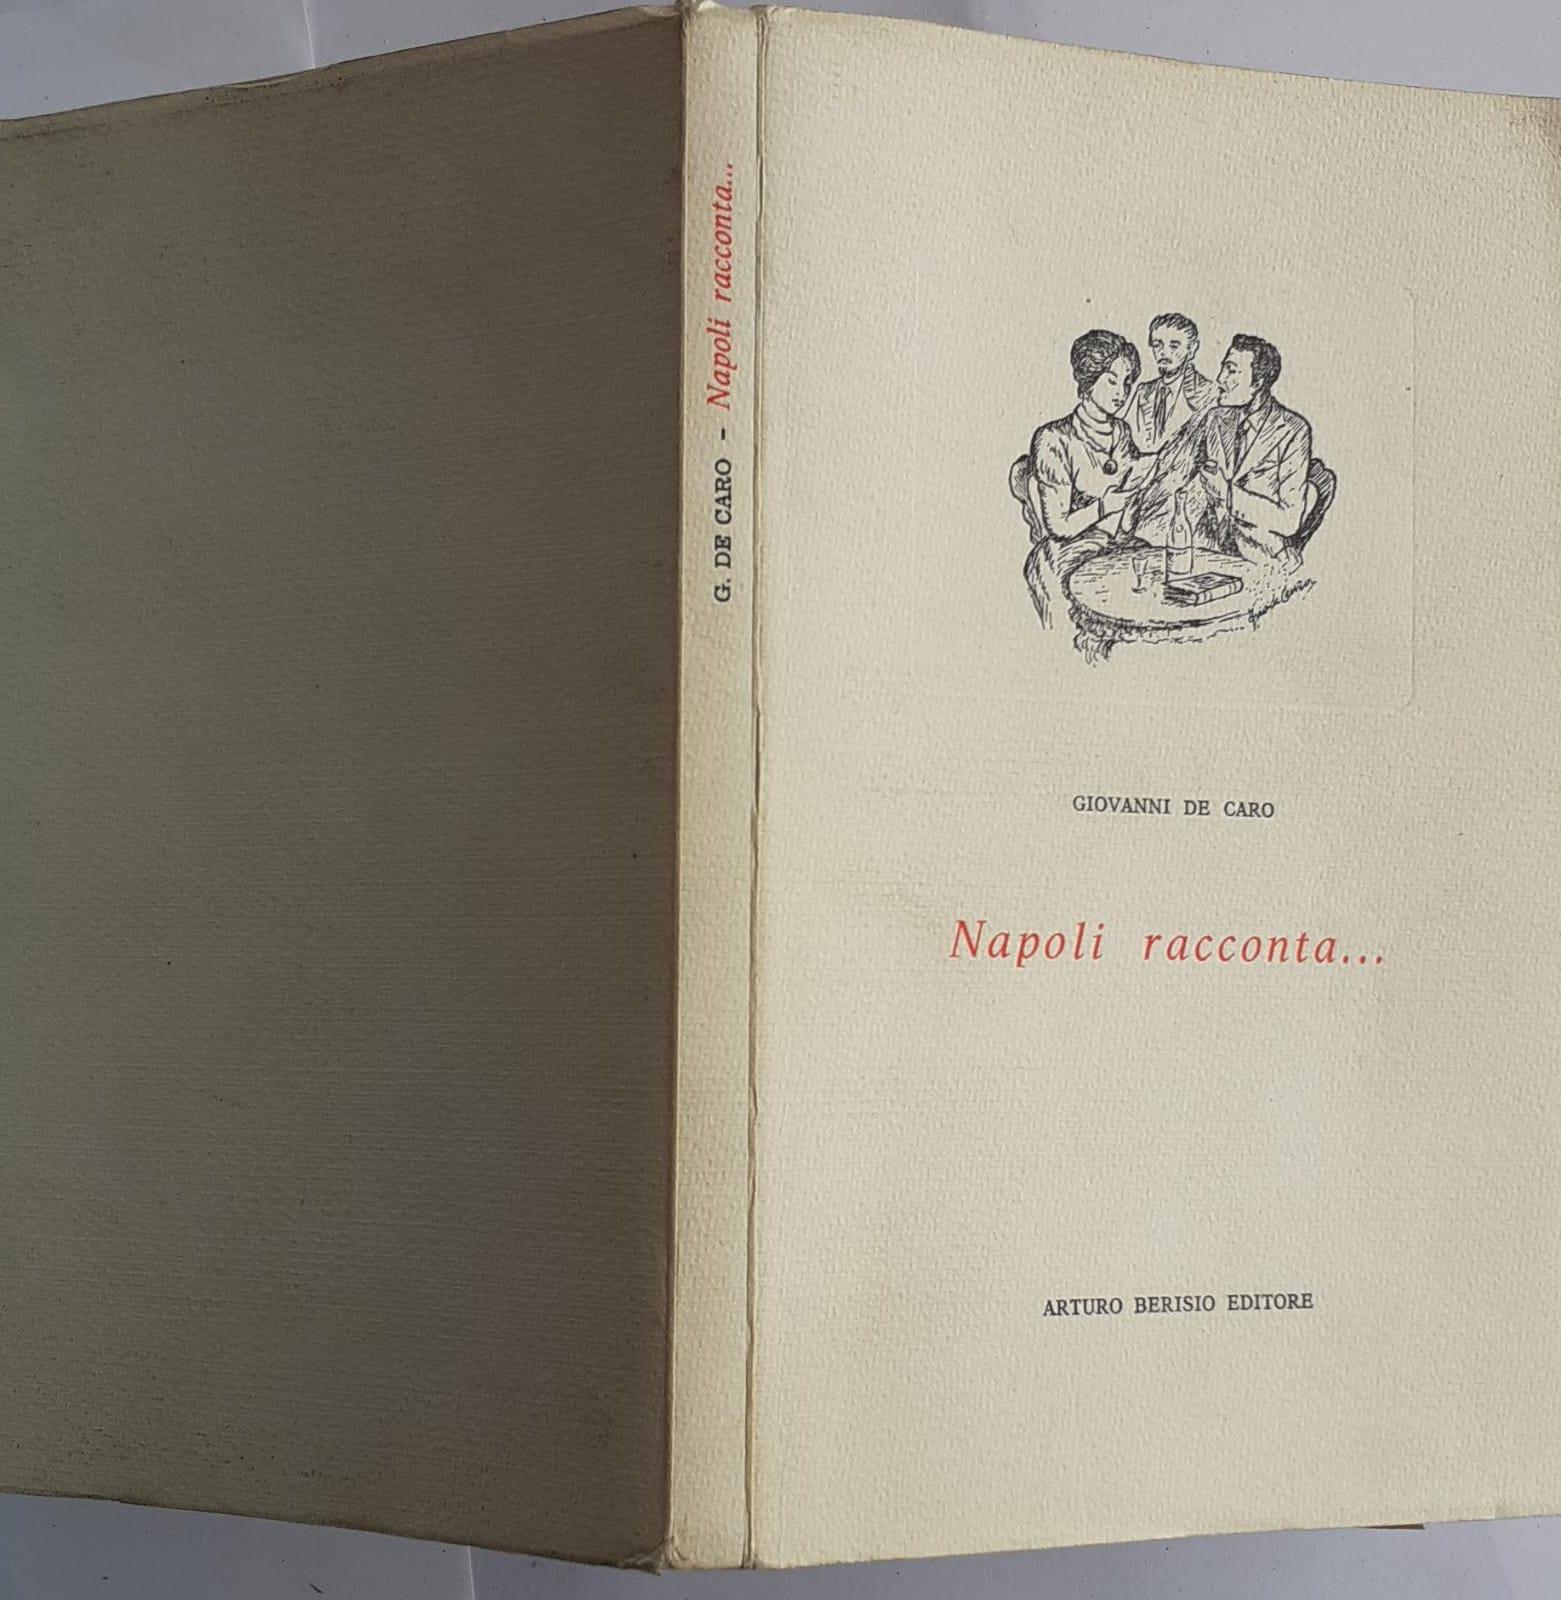 G. DE CARO - Napoli racconta...
GIOVANNI DE CARO
Napoli racconta...
ARTURO BERISIO EDITORE